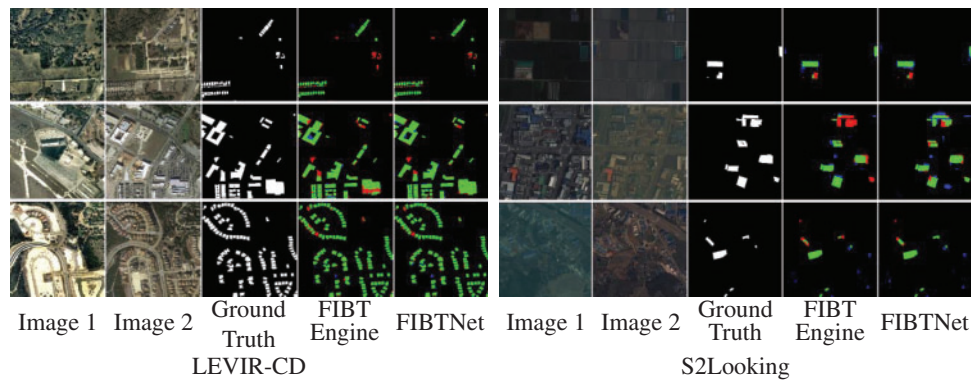 Image 1 Image 2 Ground Truth FIBT Engine FIBTNet
LEVIR-CD
Image 1 Image 2 Ground Truth FIBT Engine FIBTNet
S2Looking